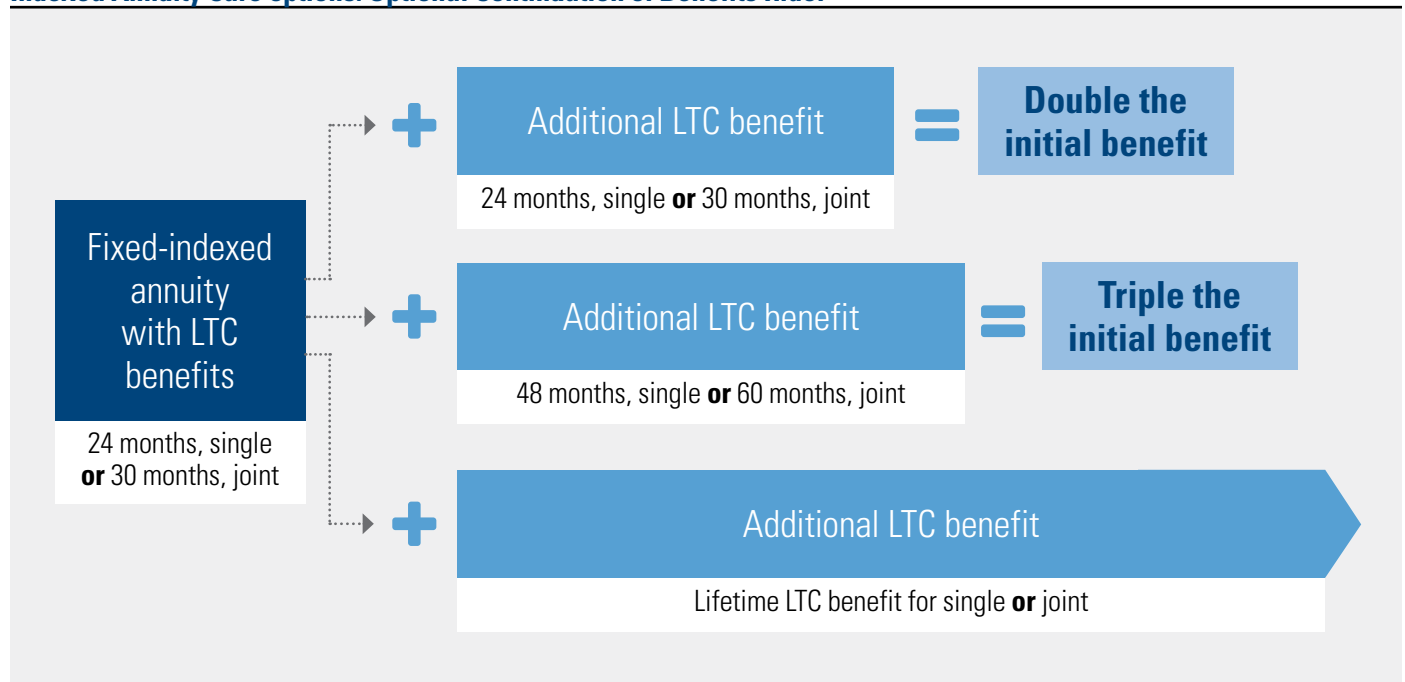 Additional LTC benefit
Double the
initial benefit
24 months, single or 30 months, joint
Fixed-indexed
annuity
with LTC
benefits
24 months, single
or 30 months, joint
Additional LTC benefit
Triple the
initial benefit
48 months, single or 60 months, joint
Additional LTC benefit
Lifetime LTC benefit for single or joint